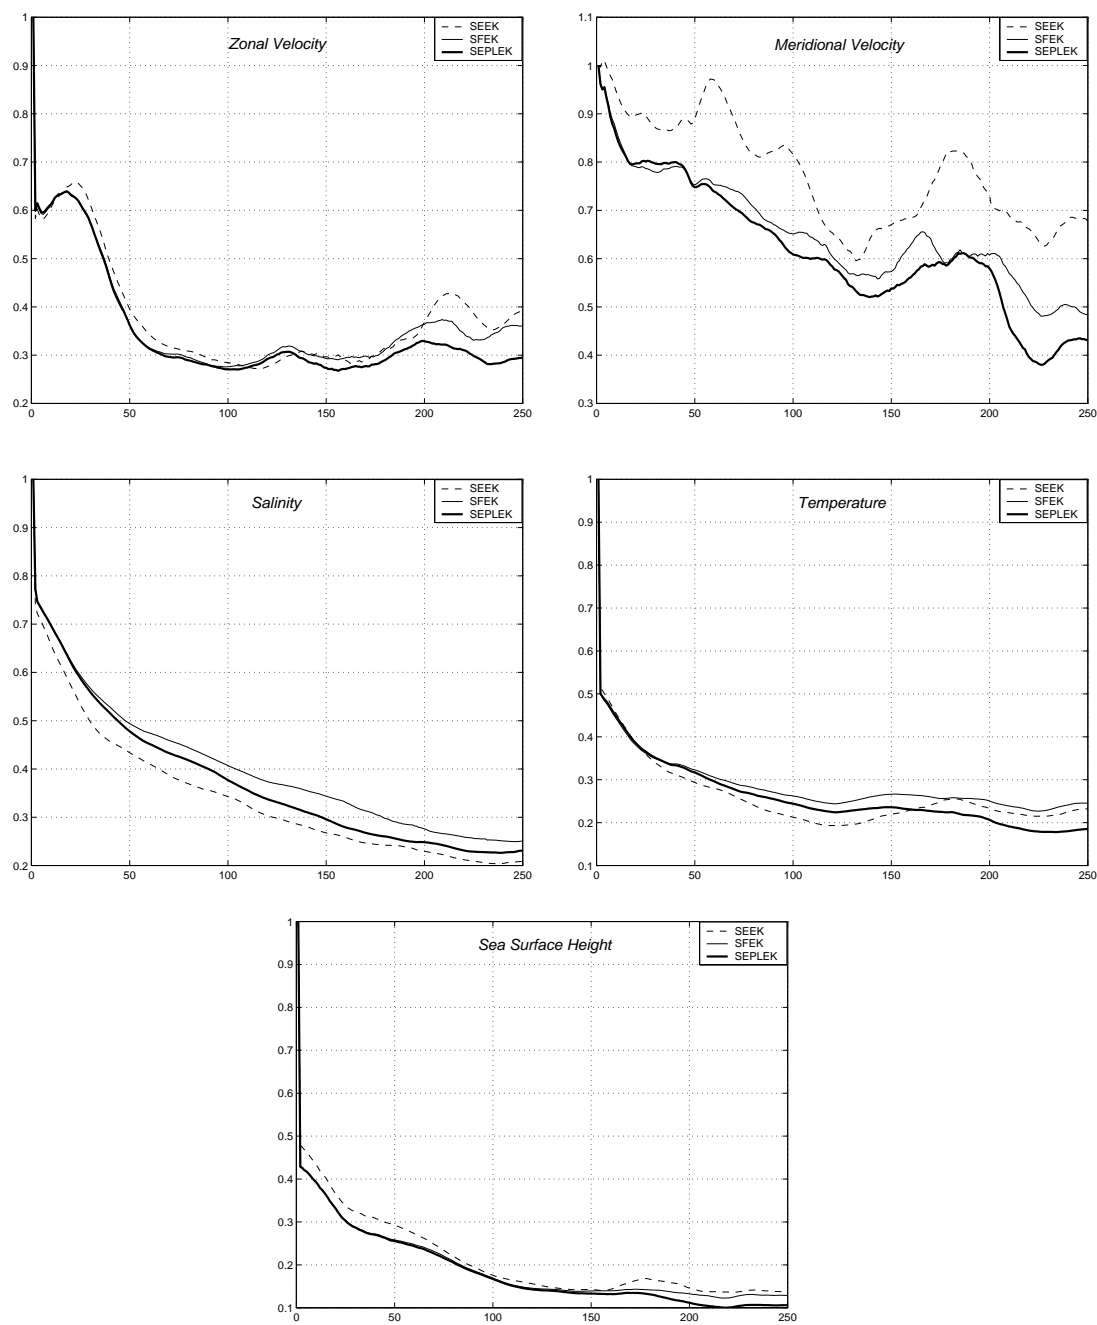 Zonal Velocity
SEEK
SFEK
SEPLEK
1
0.9
0.8
0.7
0.6
0.5
0.4
0.3
0.2
0 50 100 150 200 250
Meridional Velocity
SEEK
SFEK
SEPLEK
1.1
1
0.9
0.8
0.7
0.6
0.5
0.4
0.3
0 50 100 150 200 250
Salinity
SEEK
SFEK
SEPLEK
1
0.9
0.8
0.7
0.6
0.5
0.4
0.3
0.2
0 50 100 150 200 250
Temperature
SEEK
SFEK
SEPLEK
1
0.9
0.8
0.7
0.6
0.5
0.4
0.3
0.2
0.1
0 50 100 150 200 250
Sea Surface Height
SEEK
SFEK
SEPLEK
1
0.9
0.8
0.7
0.6
0.5
0.4
0.3
0.2
0.1
0 50 100 150 200 250